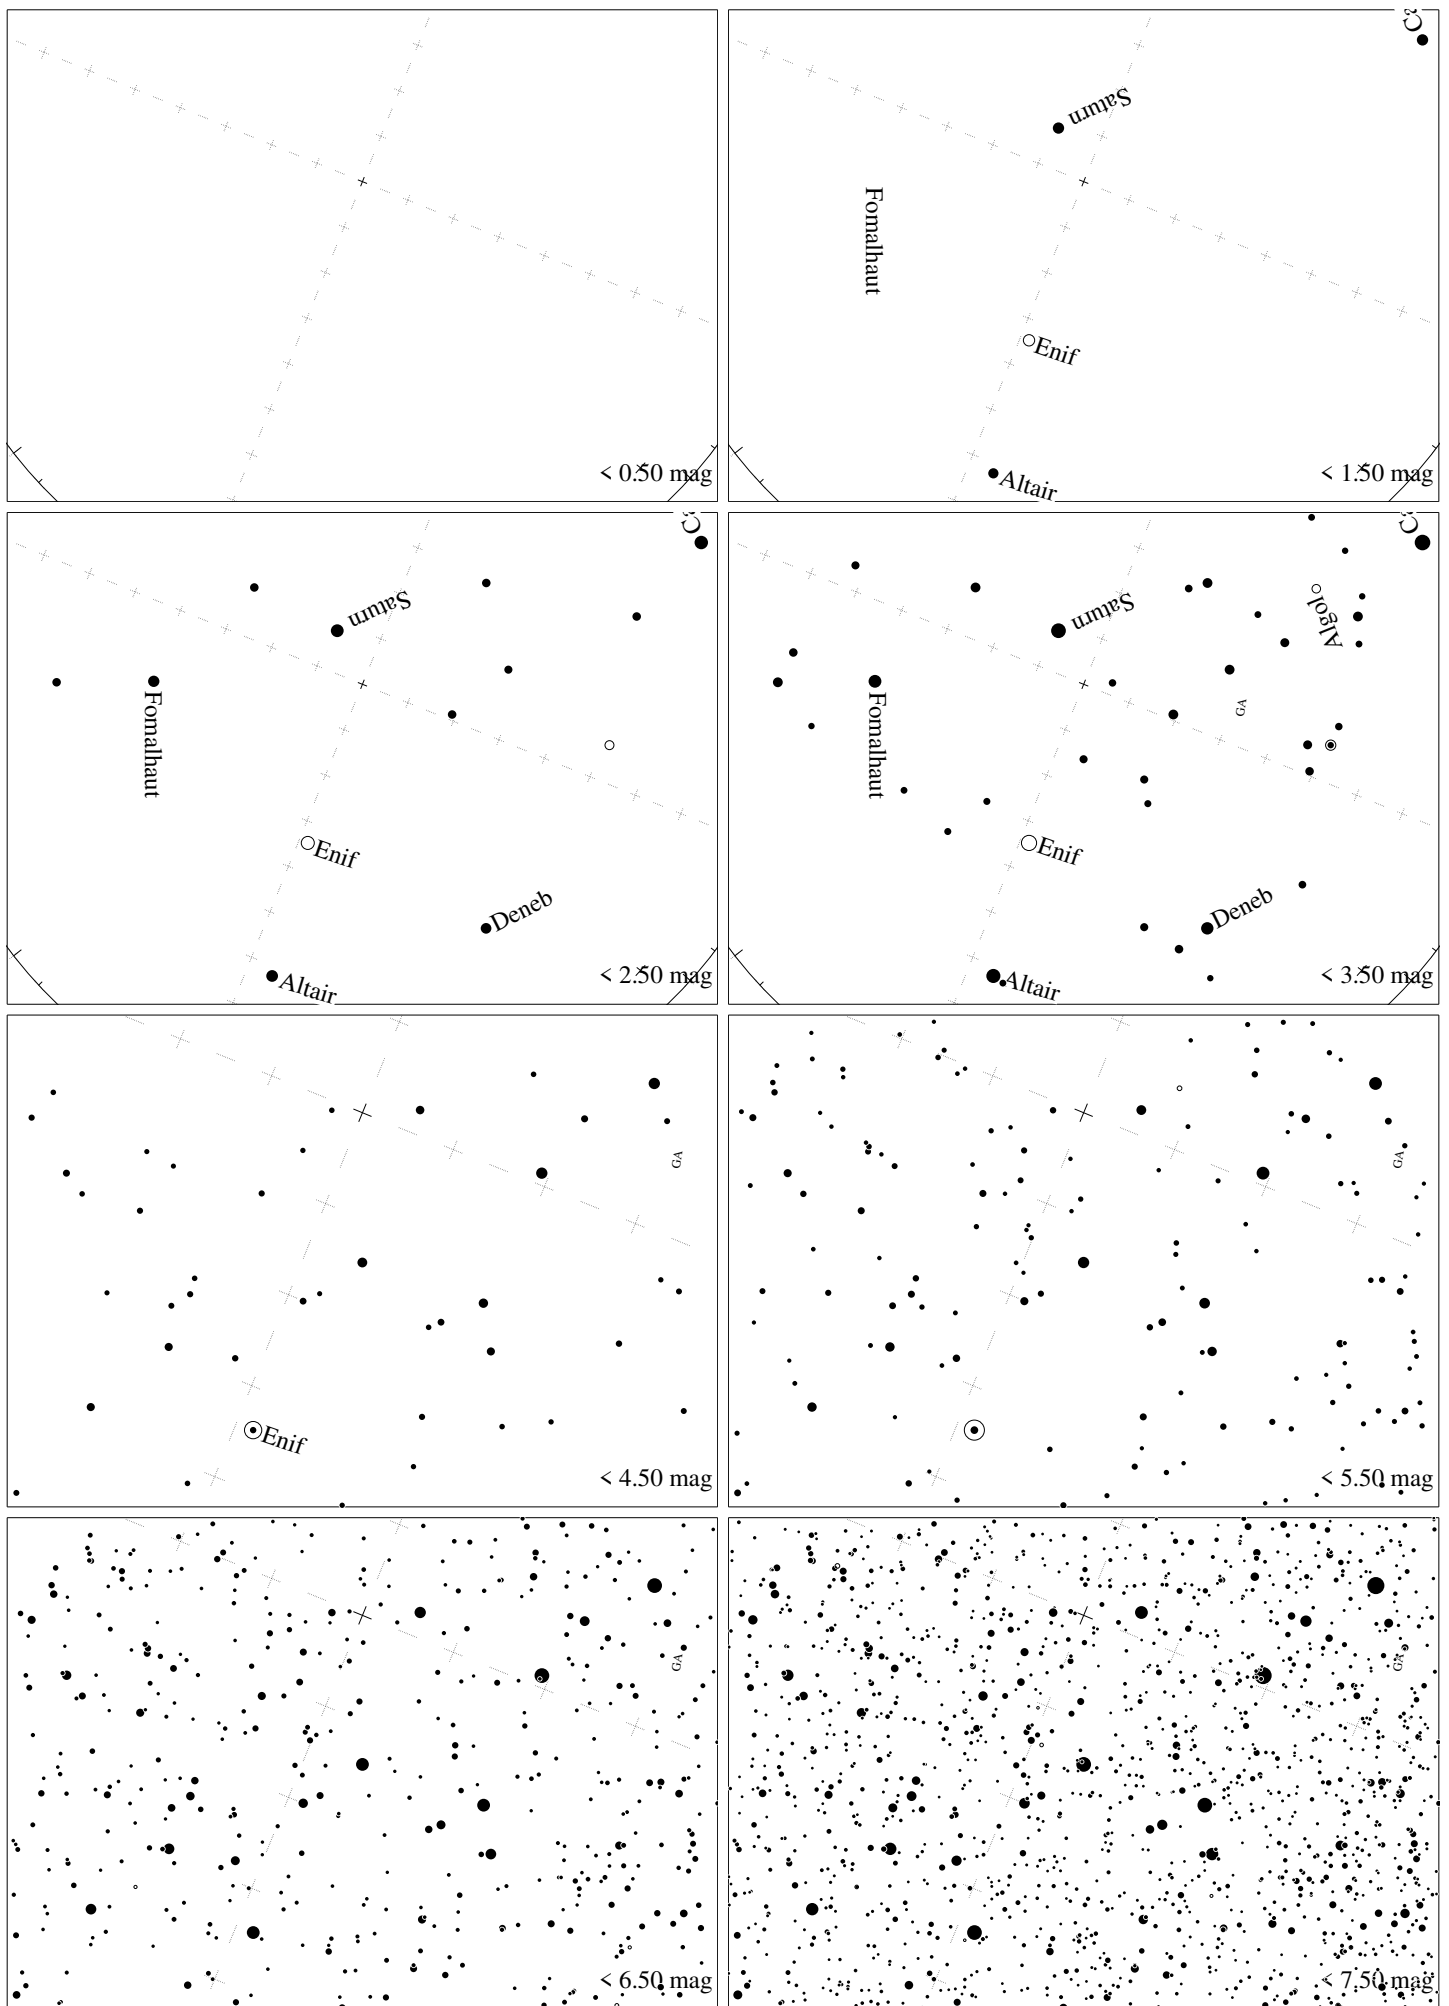 < 0.50 mag
Saturn
Fomalhaut
Enif
Altair
< 1.50 mag
Saturn
Fomalhaut
Enif
Deneb
Altair
< 2.50 mag
Saturn
Algol
GA
Fomalhaut
Enif
Deneb
Altair
< 3.50 mag
GA
Enif
< 4.50 mag
GA
< 5.50 mag
GA
< 6.50 mag
GA
< 7.50 mag